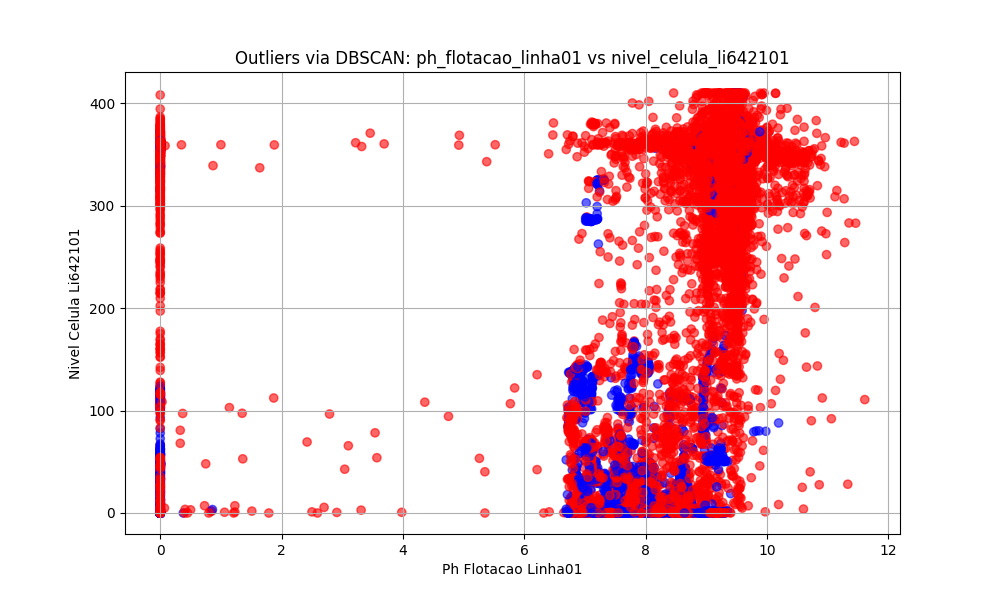 Outliers via DBSCAN: ph_flotacao_linha01 vs nivel_celula_li642101
Nivel Celula Li642101
400
300
200
100
0
0 2 4 6 8 10 12
Ph Flotacao Linha01